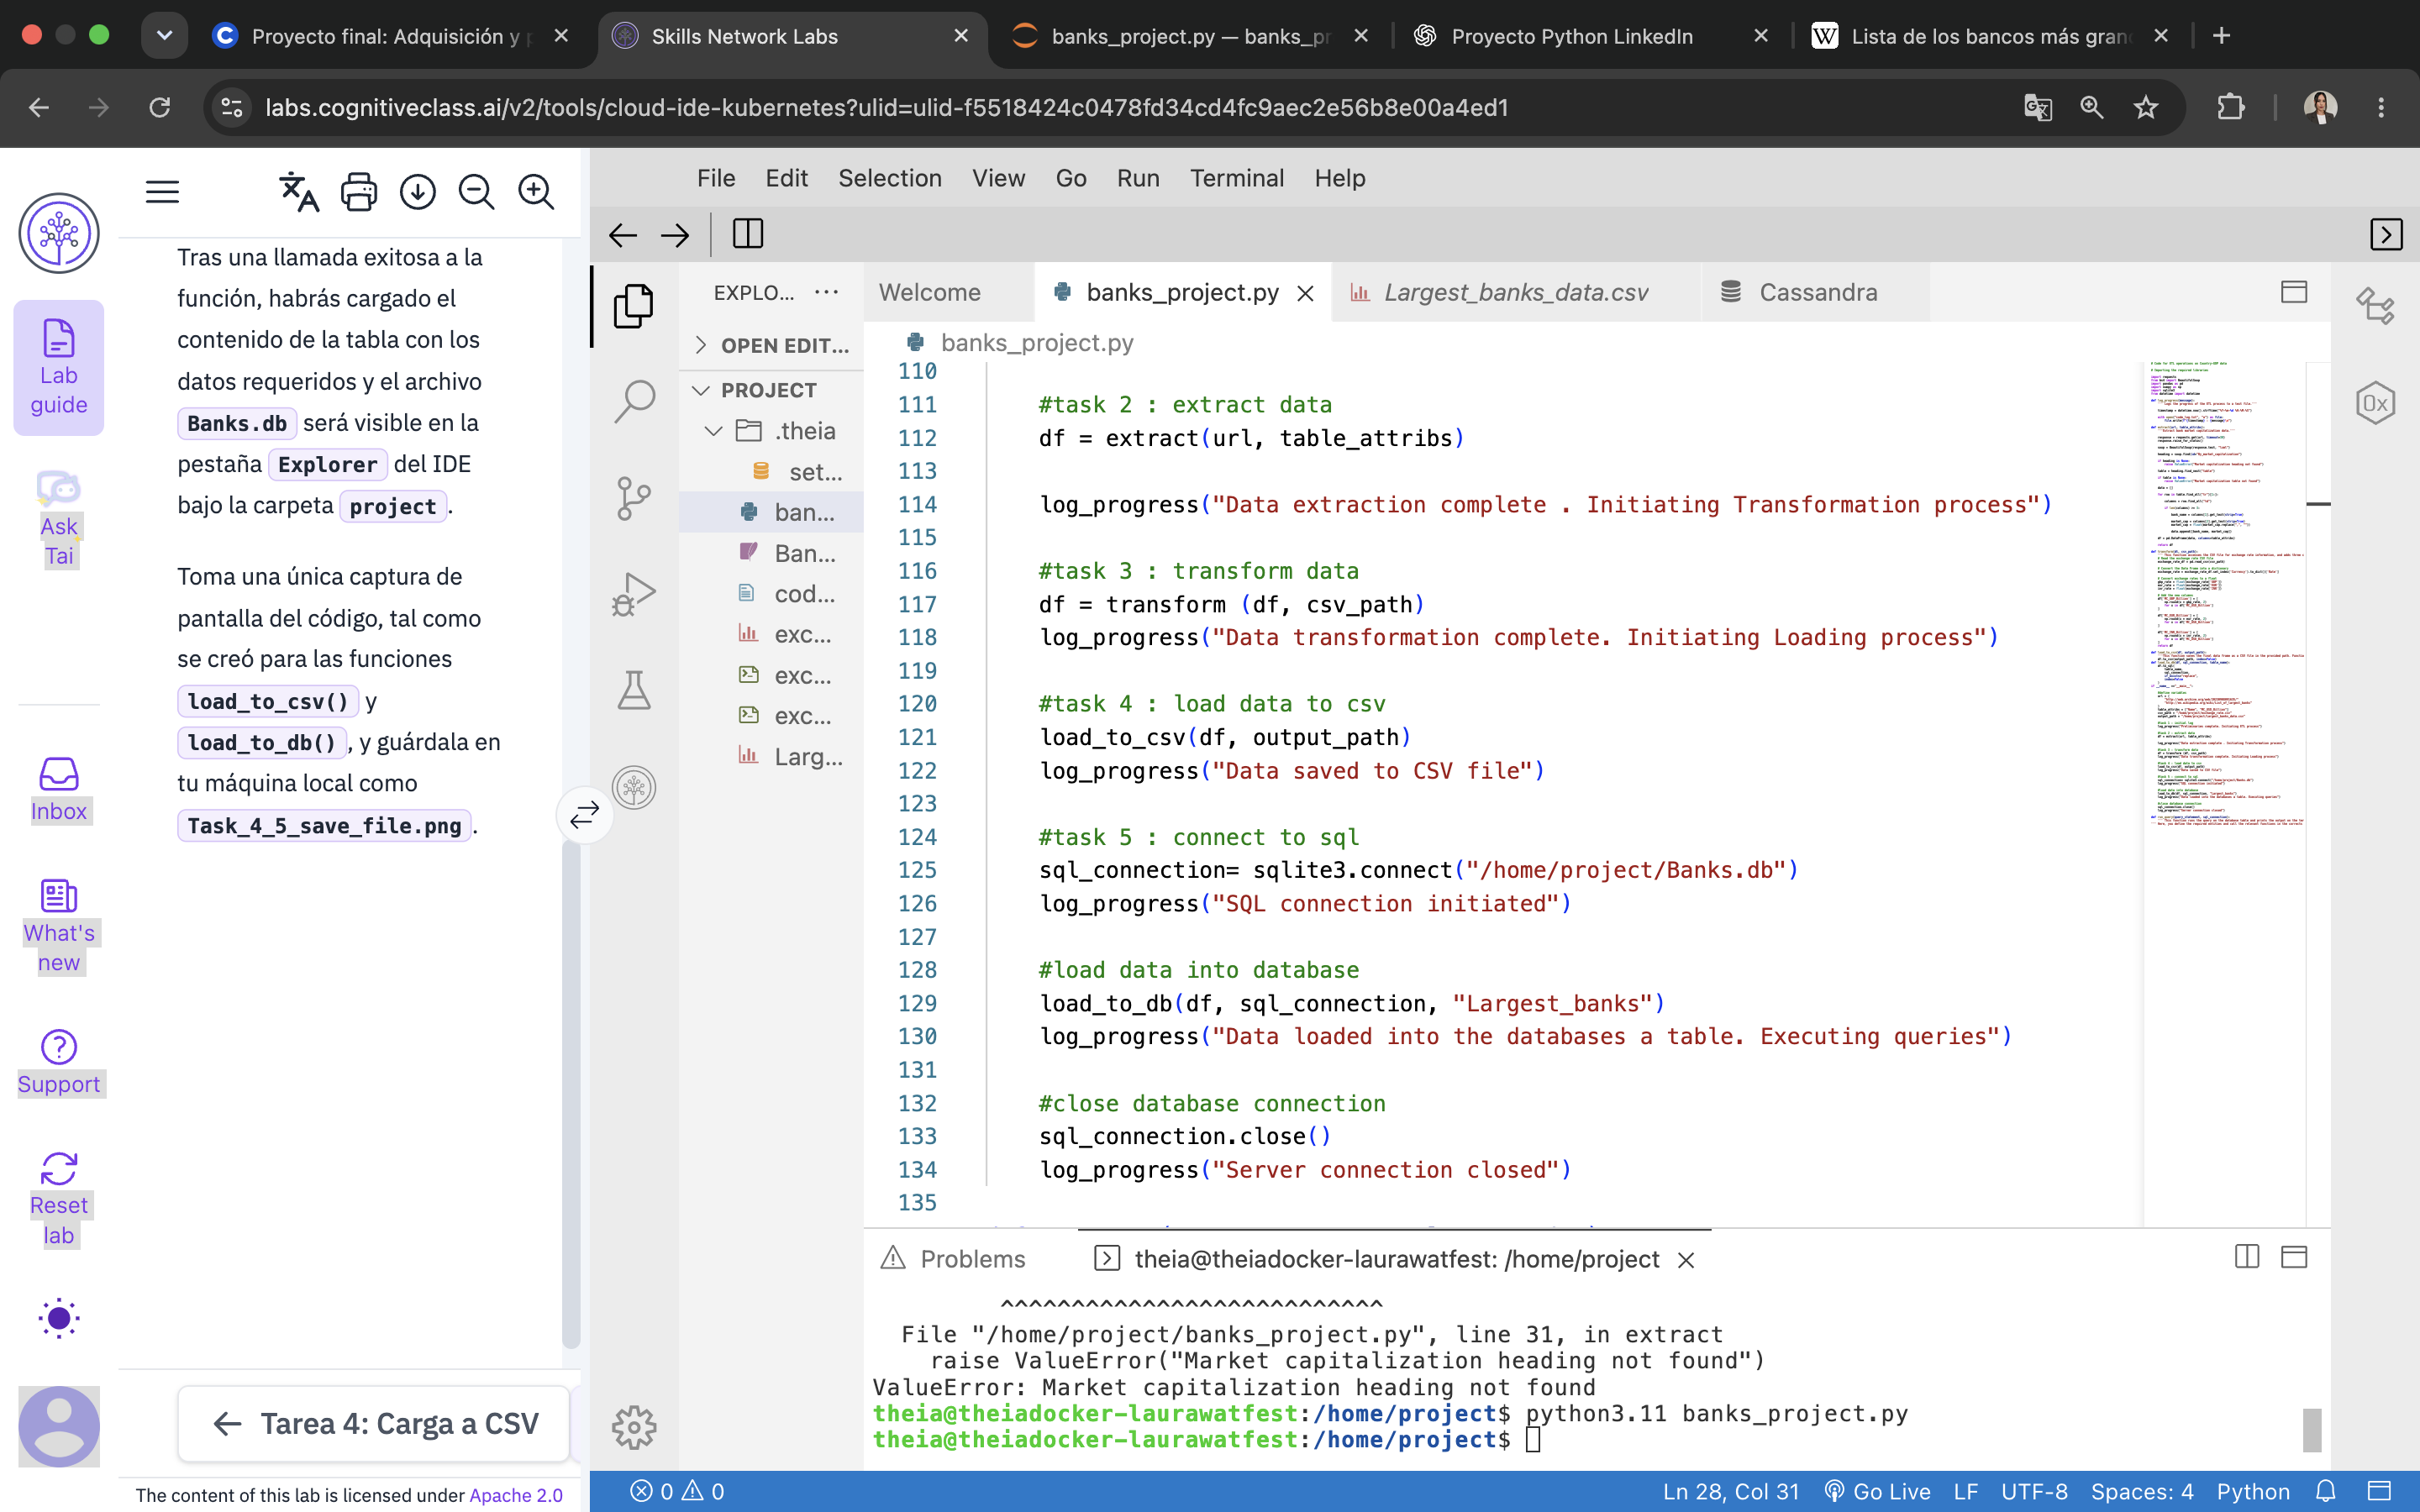 Proyecto final: Adquisición y
Skills Network Labs
banks_project.py — banks_pr
Proyecto Python LinkedIn
Lista de los bancos más gran
labs.cognitiveclass.ai/v2/tools/cloud-ide-kubernetes?ulid=ulid-f5518424c0478fd34cd4fc9aec2e56b8e00a4ed1
Lab
guide
Ask
Tai
Inbox
What's
new
Support
Reset
lab
Tras una llamada exitosa a la
función, habrás cargado el
contenido de la tabla con los
datos requeridos y el archivo
Banks.db será visible en la
pestaña Explorer del IDE
bajo la carpeta project.
Toma una única captura de
pantalla del código, tal como
se creó para las funciones
load_to_csv() y
load_to_db(), y guárdala en
tu máquina local como
Task_4_5_save_file.png.
← Tarea 4: Carga a CSV
The content of this lab is licensed under Apache 2.0
File Edit Selection View Go Run Terminal Help
EXPLO... ···
OPEN EDIT...
PROJECT
.theia
set...
ban...
Ban...
cod...
exc...
exc...
exc...
Larg...
Welcome
banks_project.py
Largest_banks_data.csv
Cassandra
banks_project.py
110
111 #task 2 : extract data
112 df = extract(url, table_attribs)
113
114 log_progress("Data extraction complete . Initiating Transformation process")
115
116 #task 3 : transform data
117 df = transform (df, csv_path)
118 log_progress("Data transformation complete. Initiating Loading process")
119
120 #task 4 : load data to csv
121 load_to_csv(df, output_path)
122 log_progress("Data saved to CSV file")
123
124 #task 5 : connect to sql
125 sql_connection= sqlite3.connect("/home/project/Banks.db")
126 log_progress("SQL connection initiated")
127
128 #load data into database
129 load_to_db(df, sql_connection, "Largest_banks")
130 log_progress("Data loaded into the databases a table. Executing queries")
131
132 #close database connection
133 sql_connection.close()
134 log_progress("Server connection closed")
135
Problems
theia@theiadocker-laurawatfest: /home/project
^^^^^^^^^^^^^^^^^^^^^^^^^^^
File "/home/project/banks_project.py", line 31, in extract
raise ValueError("Market capitalization heading not found")
ValueError: Market capitalization heading not found
theia@theiadocker-laurawatfest:/home/project$ python3.11 banks_project.py
theia@theiadocker-laurawatfest:/home/project$
0 0
Ln 28, Col 31 Go Live LF UTF-8 Spaces: 4 Python
0x